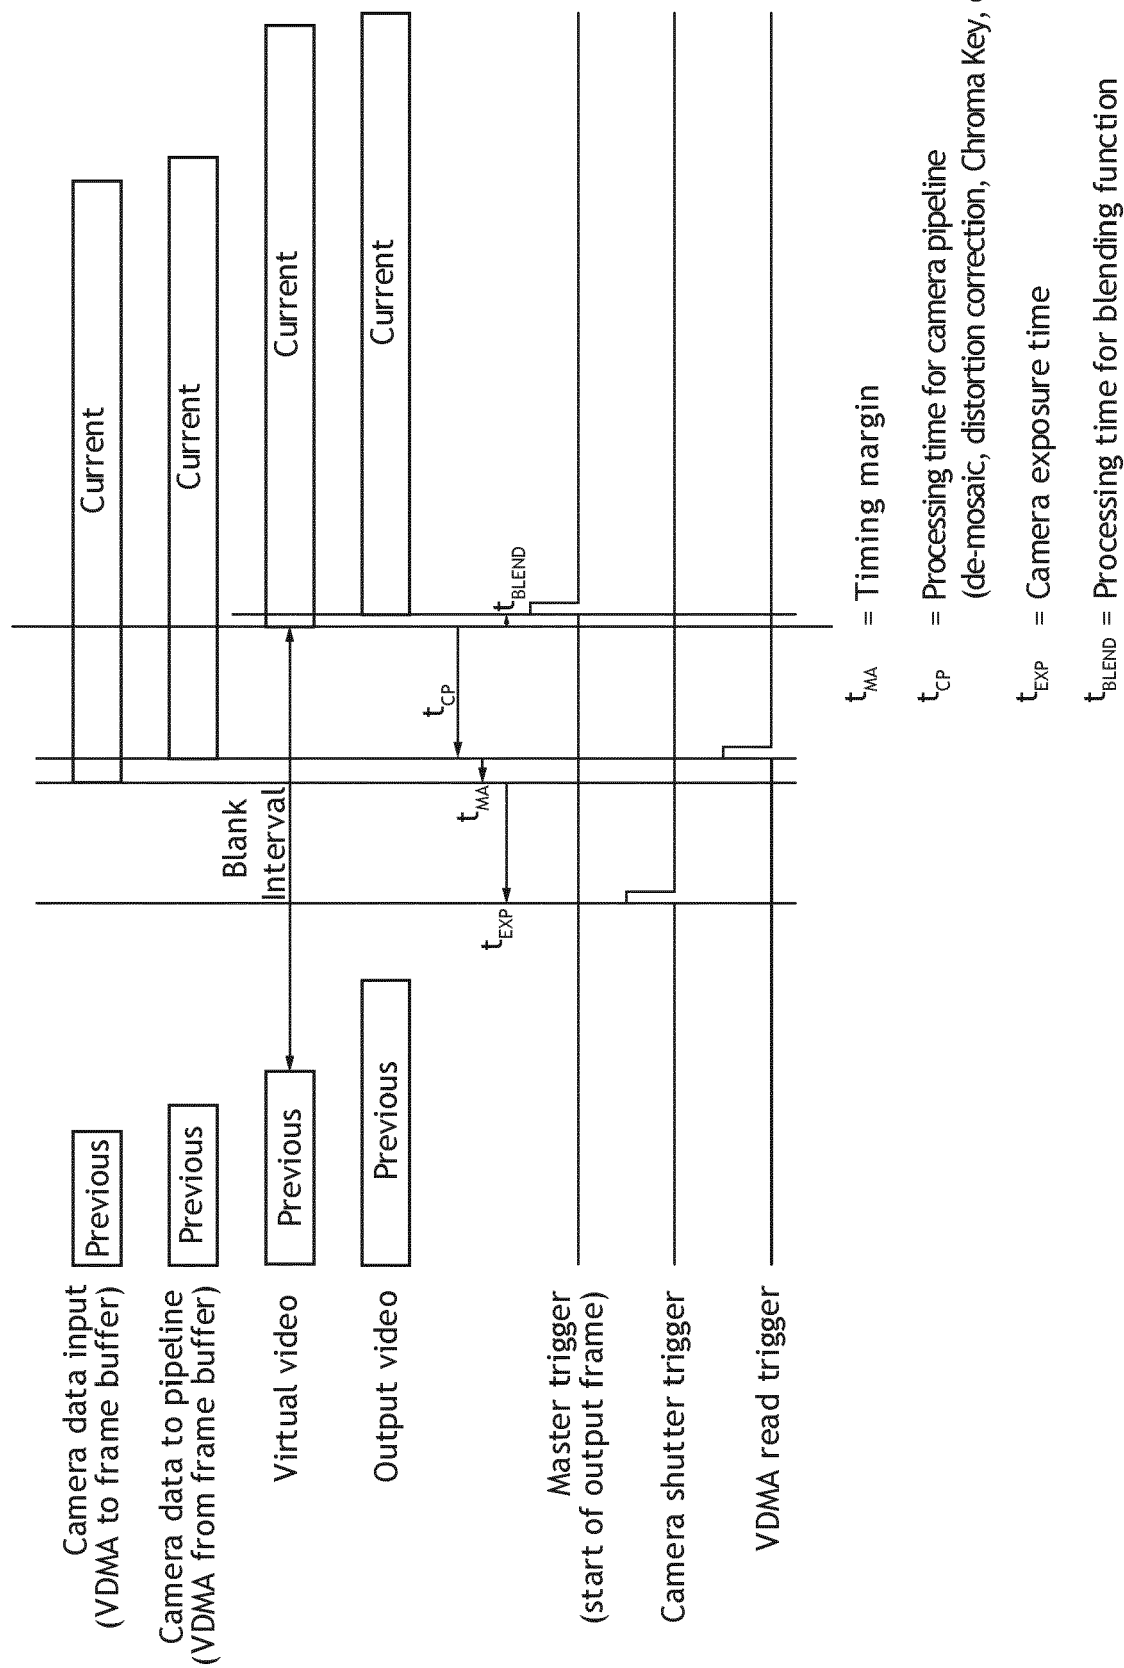 Camera data input
(VDMA to frame buffer)
Previous
Current
Camera data to pipeline
(VDMA from frame buffer)
Previous
Current
Blank
Interval
Virtual video
Previous
Current
Output video
Previous
Current
tCP
tMA
tEXP
tBLEND
Master trigger
(start of output frame)
Camera shutter trigger
VDMA read trigger
tMA = Timing margin
tCP = Processing time for camera pipeline
(de-mosaic, distortion correction, Chroma Key,
tEXP = Camera exposure time
tBLEND = Processing time for blending function